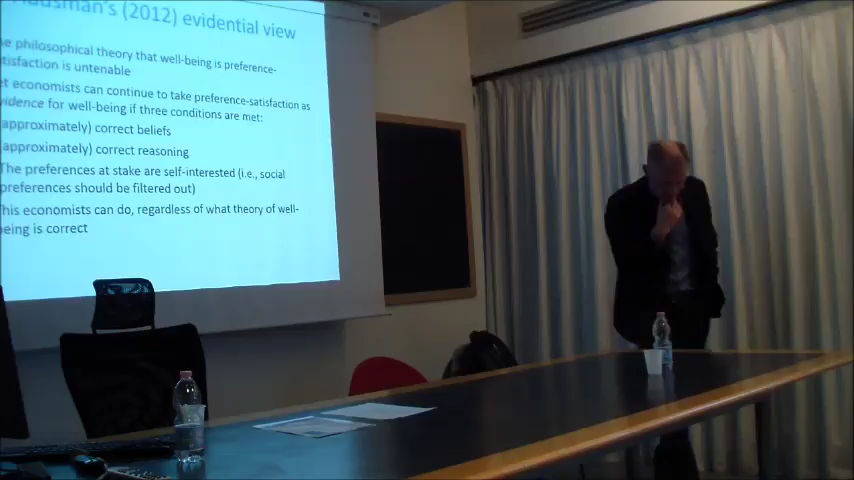 (2012) evidential view
philosophical theory that well-being is preference-
is untenable
economists can continue to take preference-satisfaction as
evidence for well-being if three conditions are met:
approximately) correct beliefs
approximately) correct reasoning
The preferences at stake are self-interested (i.e., social
preferences should be filtered out)
This economists can do, regardless of what theory of well-
being is correct